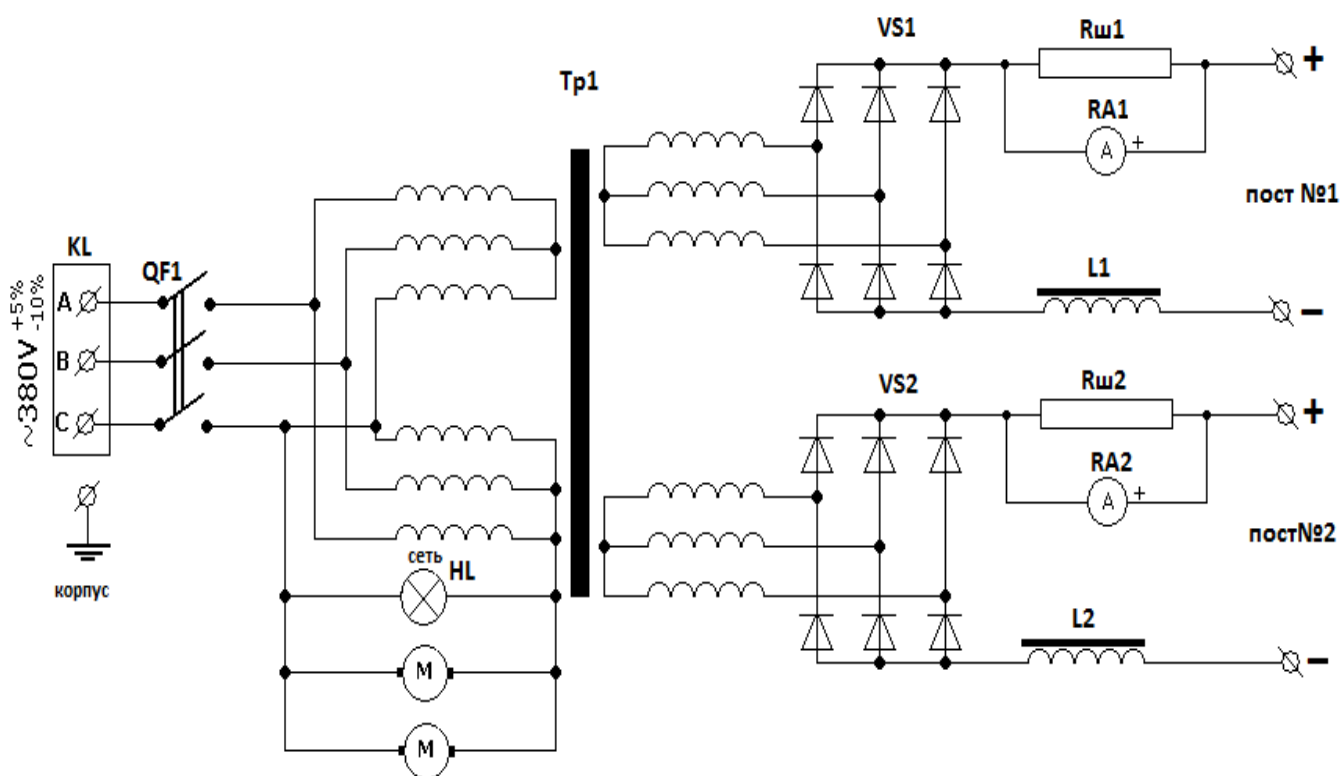 VS1
Rш1
+
Тр1
RA1
A
+
пост №1
KL
QF1
L1
~380V +5%
-10%
A
B
C
−
VS2
Rш2
+
RA2
A
+
пост№2
корпус
сеть
HL
L2
−
M
M